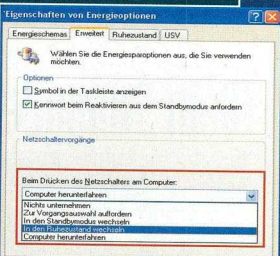 Eigenschaften von Energieoptionen
Energieschemas Erweitert Ruhezustand USV
Wählen Sie die Energiesparoptionen aus, die Sie verwenden
möchten.
Optionen
Symbol in der Taskleiste anzeigen
Kennwort beim Reaktivieren aus dem Standbymodus anfordern
Netzschaltervorgänge
Beim Drücken des Netzschalters am Computer:
Computer herunterfahren
Nichts unternehmen
Zur Vorgangsauswahl auffordern
In den Standbymodus wechseln
In den Ruhezustand wechseln
Computer herunterfahren